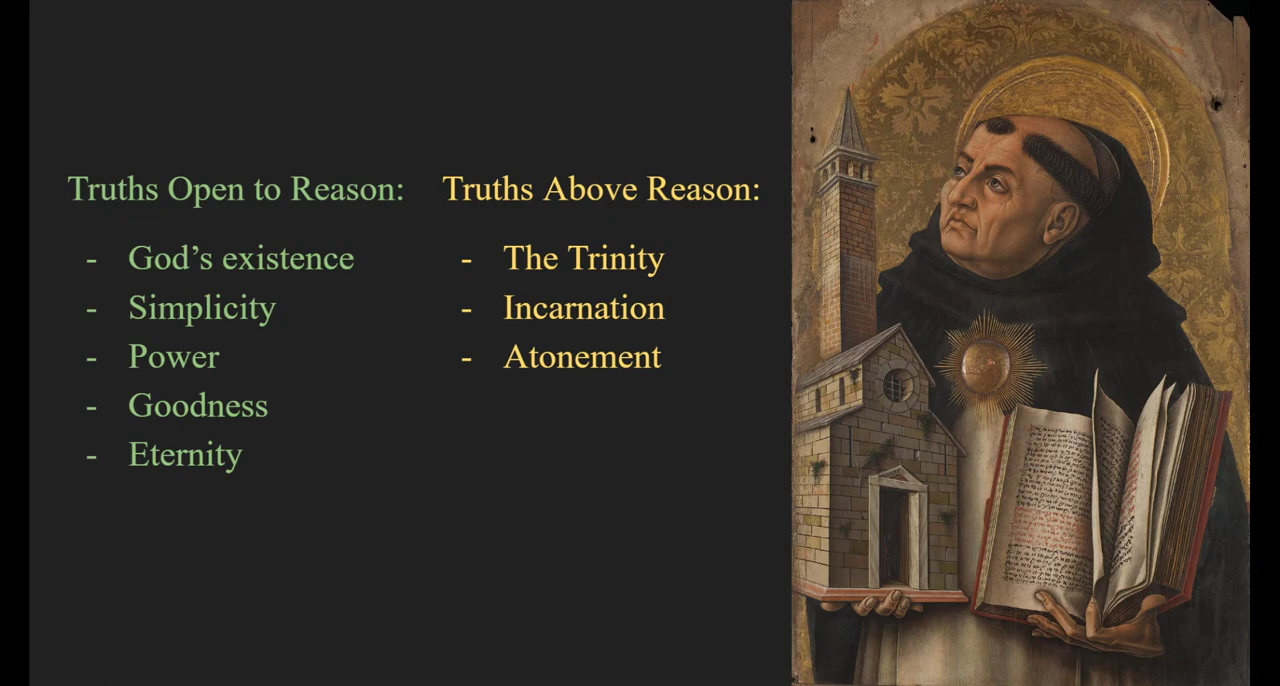 Truths Open to Reason:
- God’s existence
- Simplicity
- Power
- Goodness
- Eternity
Truths Above Reason:
- The Trinity
- Incarnation
- Atonement